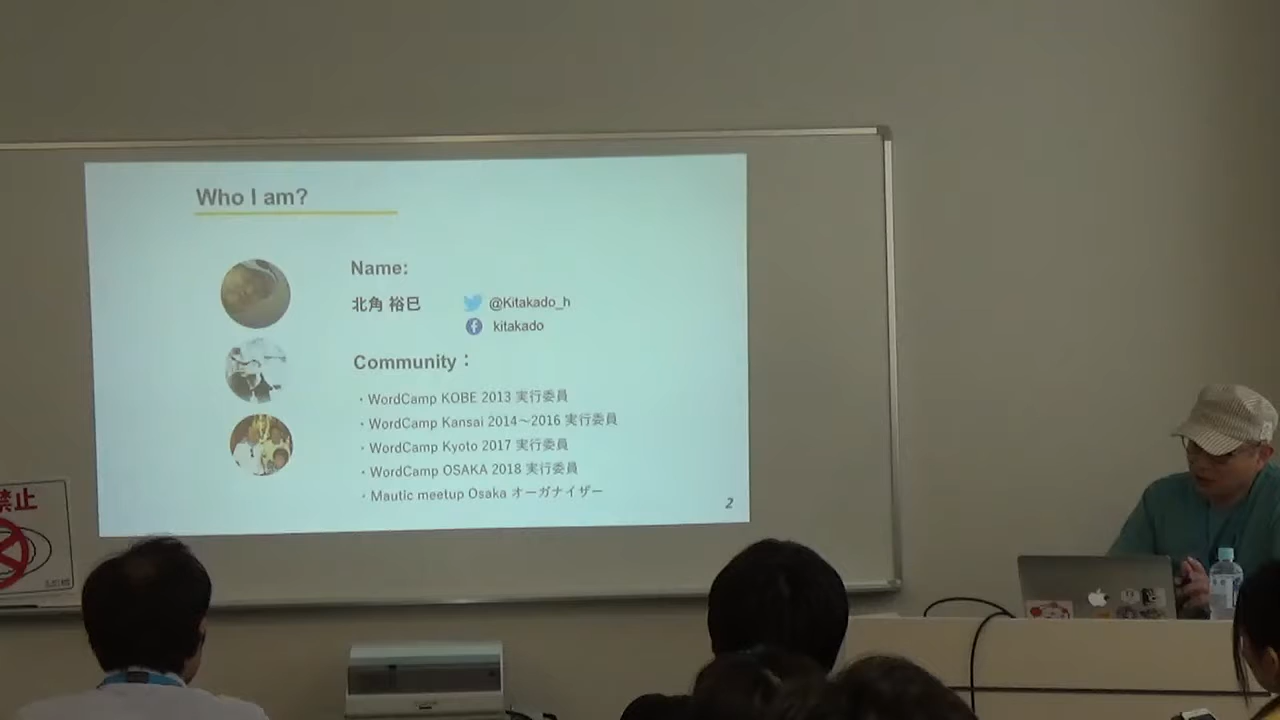 Who I am?
Name:
北角 裕巳
@Kitakado_h
kitakado
Community：
・WordCamp KOBE 2013 実行委員
・WordCamp Kansai 2014～2016 実行委員
・WordCamp Kyoto 2017 実行委員
・WordCamp OSAKA 2018 実行委員
・Mautic meetup Osaka オーガナイザー
2
禁止